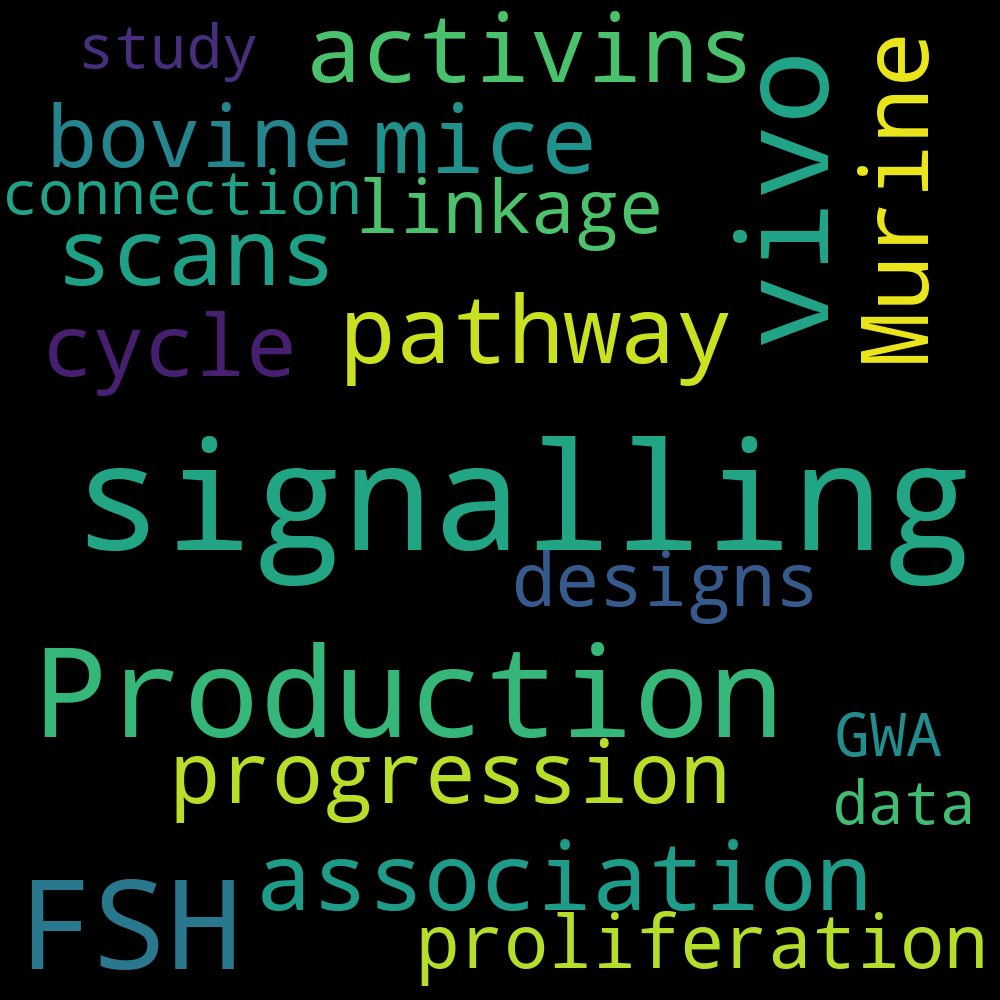 study
activins
vivo
Murine
bovine
mice
connection
linkage
scans
cycle
pathway
signalling
designs
Production
progression
GWA
data
association
FSH
proliferation